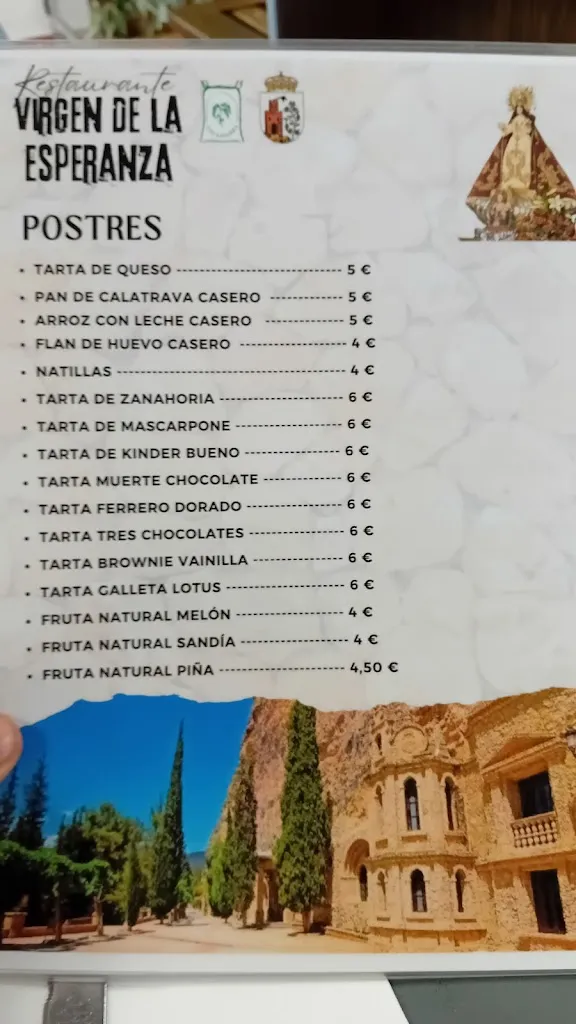 Restaurante
VIRGEN DE LA
ESPERANZA
POSTRES
• TARTA DE QUESO ------------------------------ 5 €
• PAN DE CALATRAVA CASERO ------------- 5 €
• ARROZ CON LECHE CASERO -------------- 5 €
• FLAN DE HUEVO CASERO ------------------- 4 €
• NATILLAS ----------------------------------------- 4 €
• TARTA DE ZANAHORIA ---------------------- 6 €
• TARTA DE MASCARPONE ------------------- 6 €
• TARTA DE KINDER BUENO ----------------- 6 €
• TARTA MUERTE CHOCOLATE -------------- 6 €
• TARTA FERRERO DORADO ----------------- 6 €
• TARTA TRES CHOCOLATES ----------------- 6 €
• TARTA BROWNIE VAINILLA ---------------- 6 €
• TARTA GALLETA LOTUS --------------------- 6 €
• FRUTA NATURAL MELÓN ------------------- 4 €
• FRUTA NATURAL SANDÍA ------------------- 4 €
• FRUTA NATURAL PIÑA ---------------------- 4,50 €